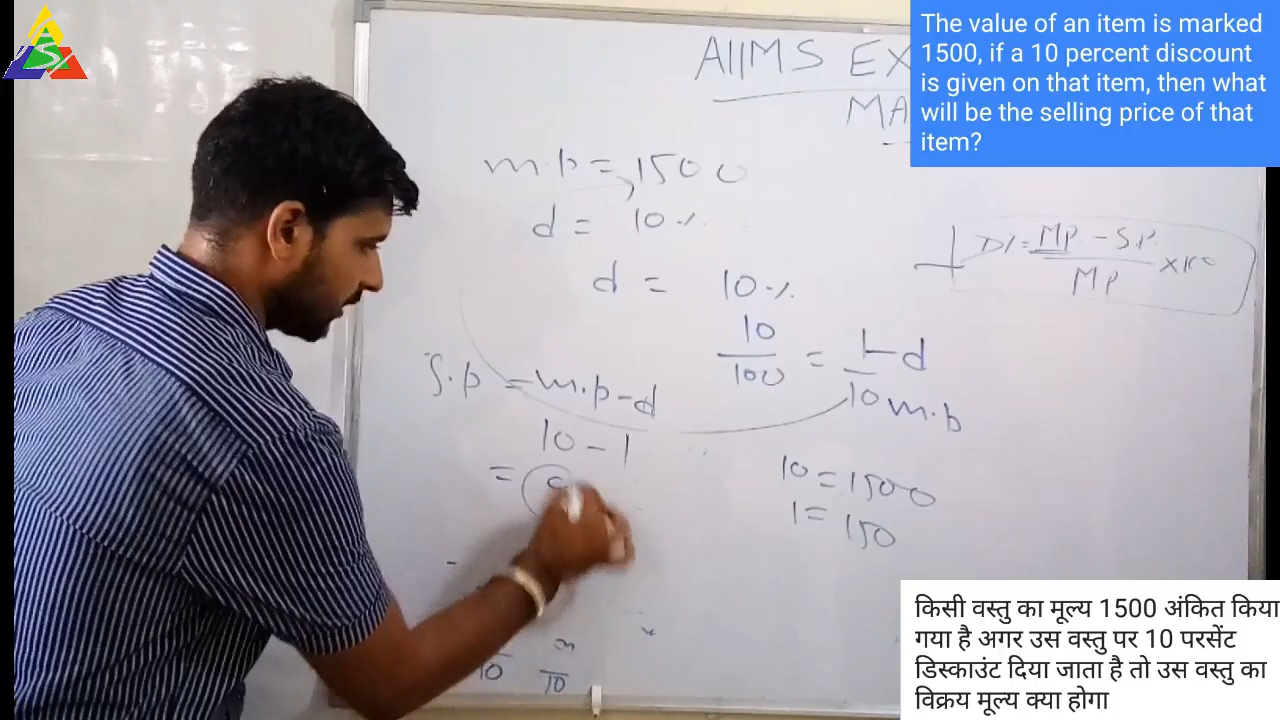 The value of an item is marked
1500, if a 10 percent discount
is given on that item, then what
will be the selling price of that
item?
AIIMS EX
MA
m.p = 1500
d = 10%
D% = MP - S.P. × 100
MP
d = 10%
10 = 1 - d
100 10 m.p
S.p = m.p - d
10 - 1
=
10 = 1500
1 = 150
10
10
किसी वस्तु का मूल्य 1500 अंकित किया
गया है अगर उस वस्तु पर 10 परसेंट
डिस्काउंट दिया जाता है तो उस वस्तु का
विक्रय मूल्य क्या होगा